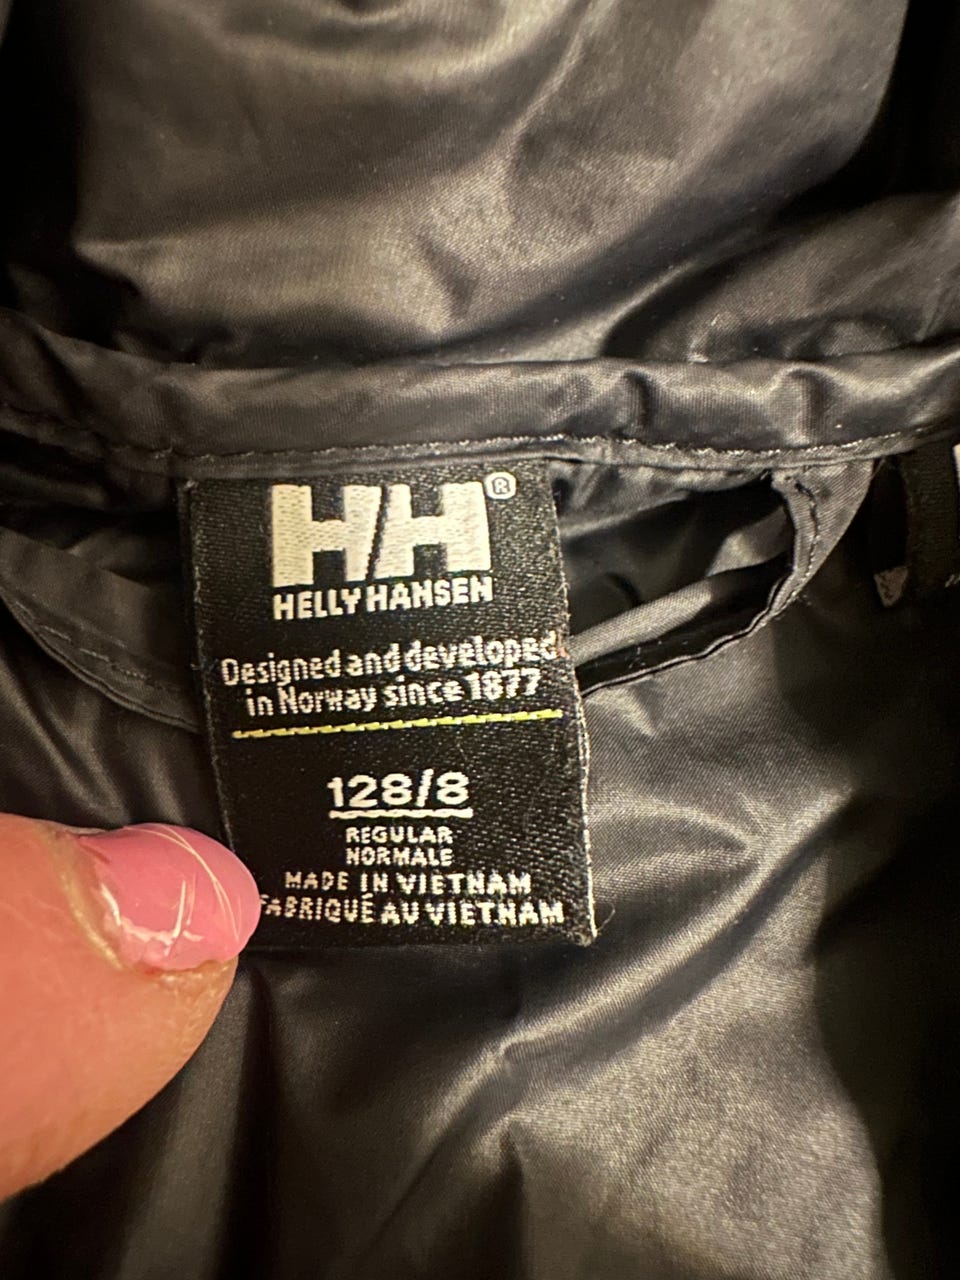 HH®
HELLY HANSEN
Designed and developed
in Norway since 1877
128/8
REGULAR
NORMALE
MADE IN VIETNAM
FABRIQUÉ AU VIETNAM